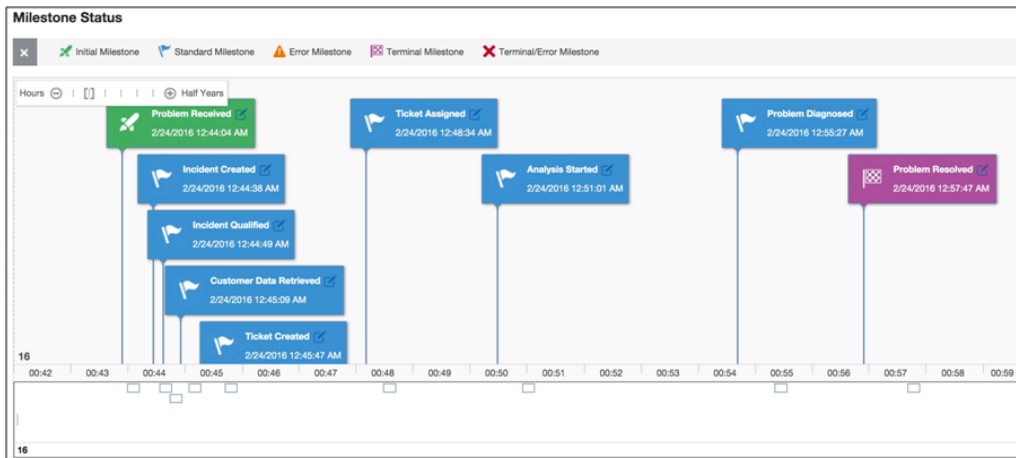 Milestone Status
Initial Milestone Standard Milestone Error Milestone Terminal Milestone Terminal/Error Milestone
Hours Half Years
Problem Received
2/24/2016 12:44:04 AM
Ticket Assigned
2/24/2016 12:48:34 AM
Problem Diagnosed
2/24/2016 12:55:27 AM
Incident Created
2/24/2016 12:44:38 AM
Analysis Started
2/24/2016 12:51:01 AM
Problem Resolved
2/24/2016 12:57:47 AM
Incident Qualified
2/24/2016 12:44:49 AM
Customer Data Retrieved
2/24/2016 12:45:09 AM
Ticket Created
2/24/2016 12:45:47 AM
16
00:42 00:43 00:44 00:45 00:46 00:47 00:48 00:49 00:50 00:51 00:52 00:53 00:54 00:55 00:56 00:57 00:58 00:59
16